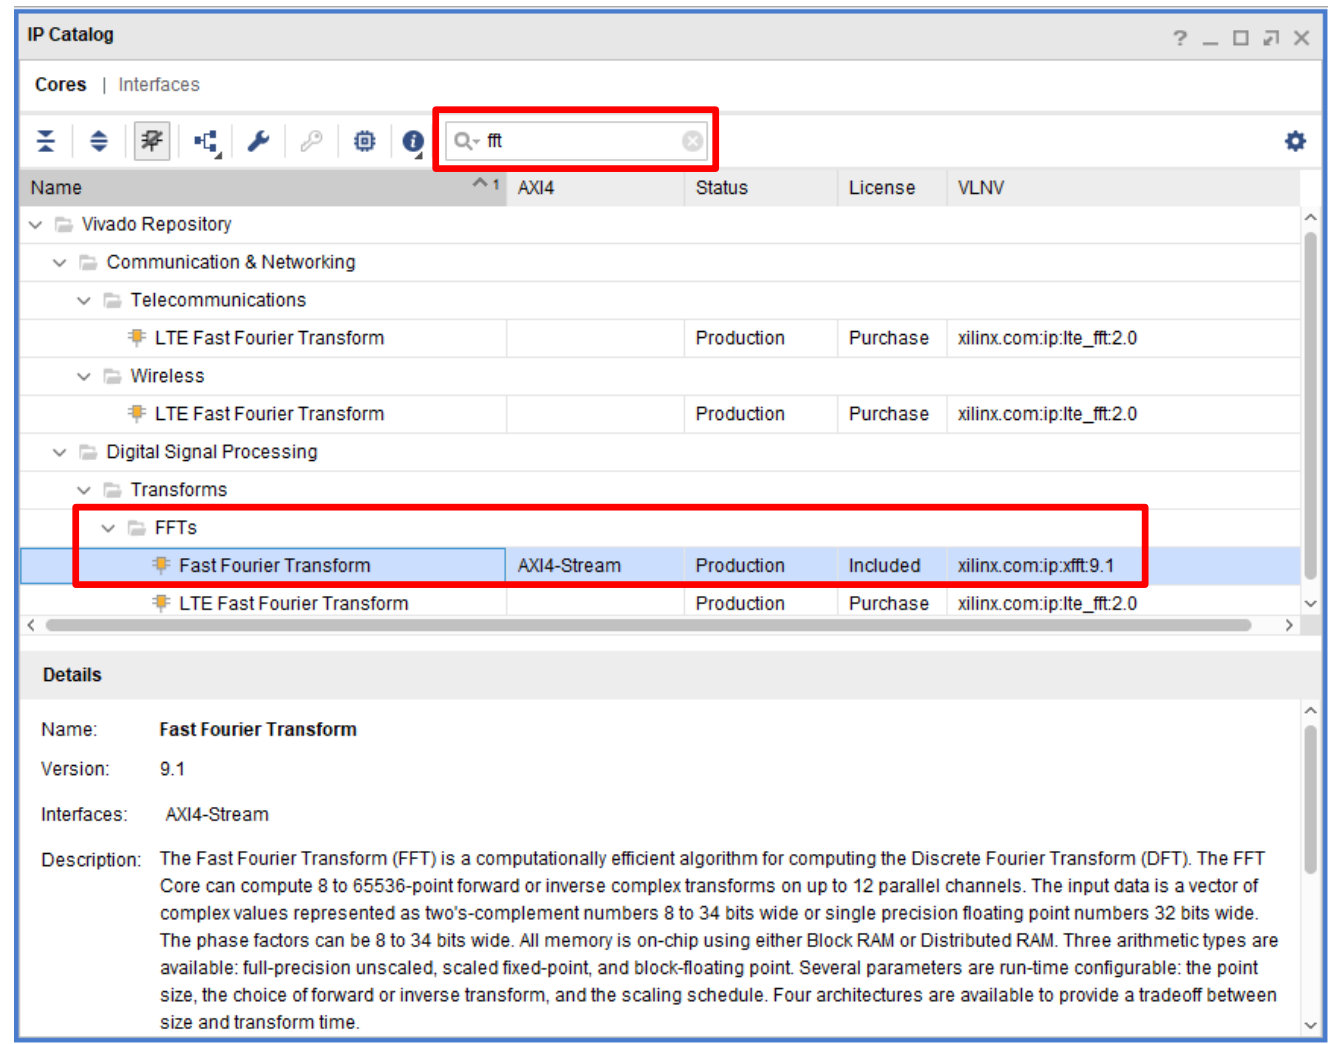 IP Catalog
Cores | Interfaces
fft
Name 1 AXI4 Status License VLNV
Vivado Repository
Communication & Networking
Telecommunications
LTE Fast Fourier Transform Production Purchase xilinx.com:ip:lte_fft:2.0
Wireless
LTE Fast Fourier Transform Production Purchase xilinx.com:ip:lte_fft:2.0
Digital Signal Processing
Transforms
FFTs
Fast Fourier Transform AXI4-Stream Production Included xilinx.com:ip:xfft:9.1
LTE Fast Fourier Transform Production Purchase xilinx.com:ip:lte_fft:2.0
Details
Name: Fast Fourier Transform
Version: 9.1
Interfaces: AXI4-Stream
Description: The Fast Fourier Transform (FFT) is a computationally efficient algorithm for computing the Discrete Fourier Transform (DFT). The FFT
Core can compute 8 to 65536-point forward or inverse complex transforms on up to 12 parallel channels. The input data is a vector of
complex values represented as two's-complement numbers 8 to 34 bits wide or single precision floating point numbers 32 bits wide.
The phase factors can be 8 to 34 bits wide. All memory is on-chip using either Block RAM or Distributed RAM. Three arithmetic types are
available: full-precision unscaled, scaled fixed-point, and block-floating point. Several parameters are run-time configurable: the point
size, the choice of forward or inverse transform, and the scaling schedule. Four architectures are available to provide a tradeoff between
size and transform time.